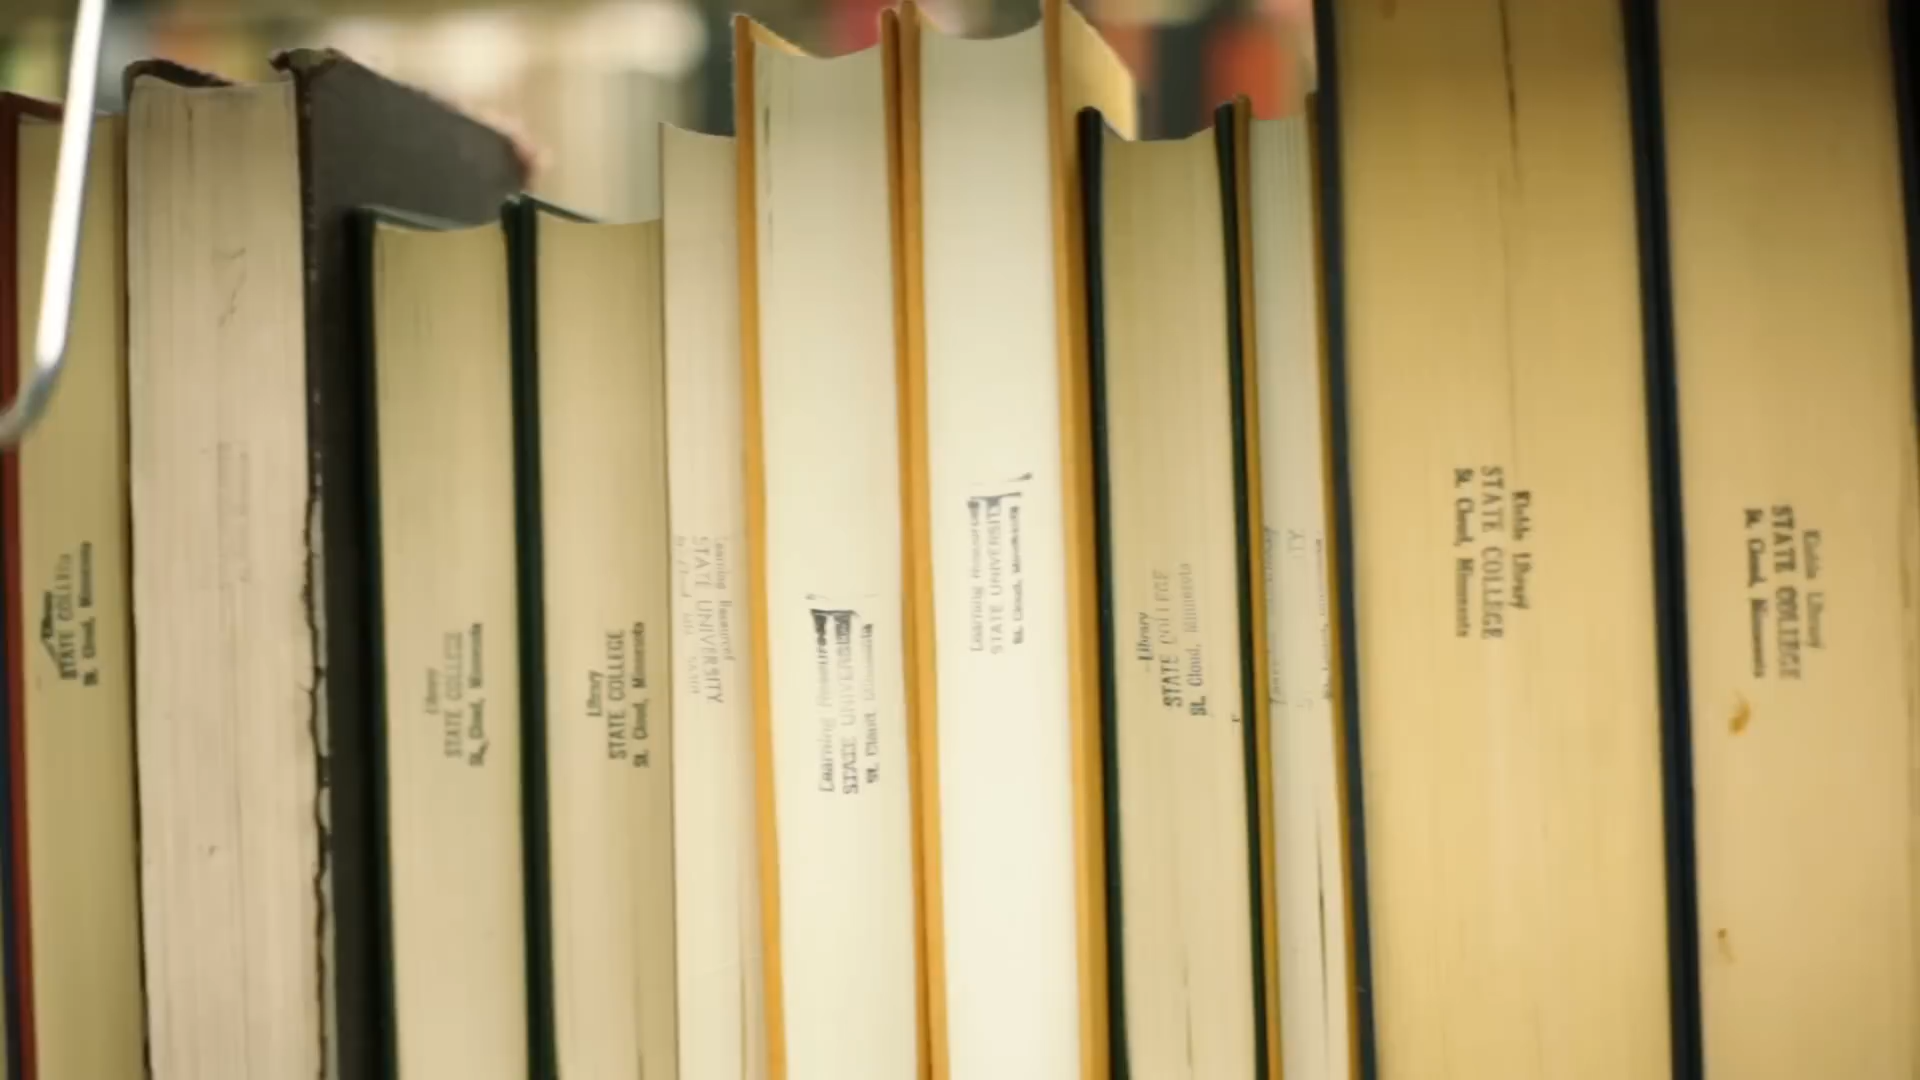 Library
STATE COLLEGE
St. Cloud, Minnesota
Library
STATE COLLEGE
St. Cloud, Minnesota
Library
STATE COLLEGE
St. Cloud, Minnesota
Learning Resources
STATE UNIVERSITY
Learning Resources
STATE UNIVERSITY
St. Cloud, Minnesota
Learning Resources
STATE UNIVERSITY
St. Cloud, Minnesota
Library
STATE COLLEGE
St. Cloud, Minnesota
TY
Kiehle Library
STATE COLLEGE
St. Cloud, Minnesota
Kiehle Library
STATE COLLEGE
St. Cloud, Minnesota